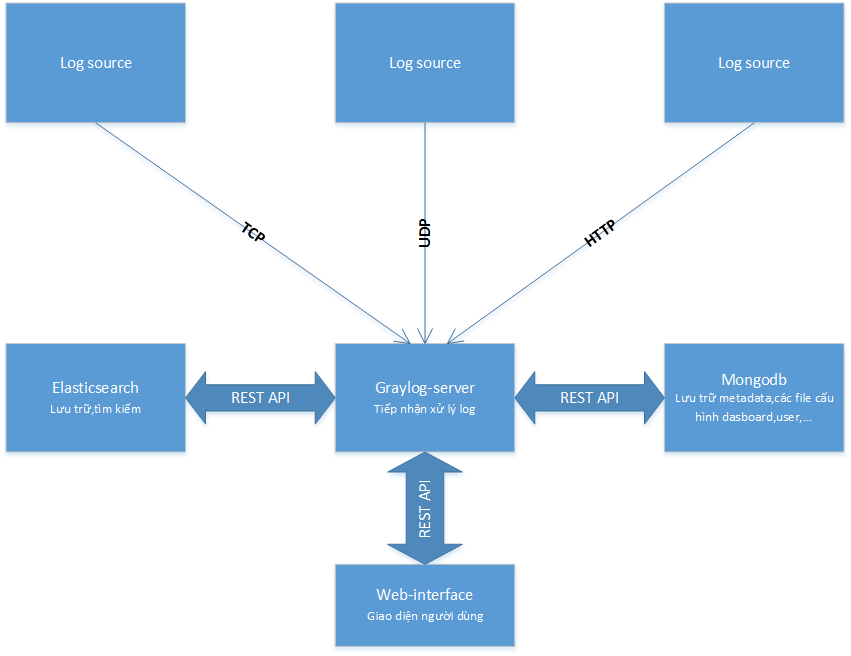 Log source
Log source
Log source
TCP
UDP
HTTP
Elasticsearch
Lưu trữ,tìm kiếm
REST API
Graylog-server
Tiếp nhận xử lý log
REST API
Mongodb
Lưu trữ metadata,các file cấu
hình dasboard,user,...
REST API
Web-interface
Giao diện người dùng